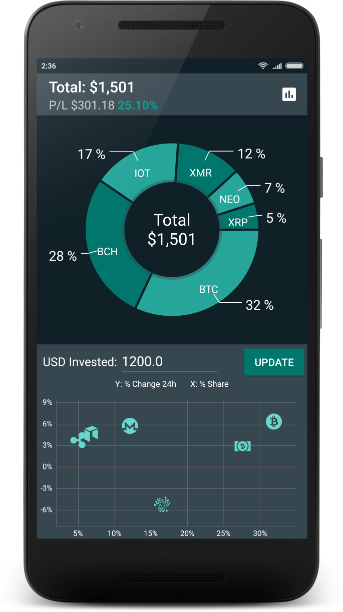 2:36
Total: $1,501
P/L $301.18 25.10%
17 %
12 %
IOT
XMR
7 %
NEO
5 %
XRP
Total
$1,501
28 %
BCH
BTC
32 %
USD Invested: 1200.0
UPDATE
Y: % Change 24h X: % Share
9%
6%
3%
0%
-3%
-6%
5% 10% 15% 20% 25% 30%